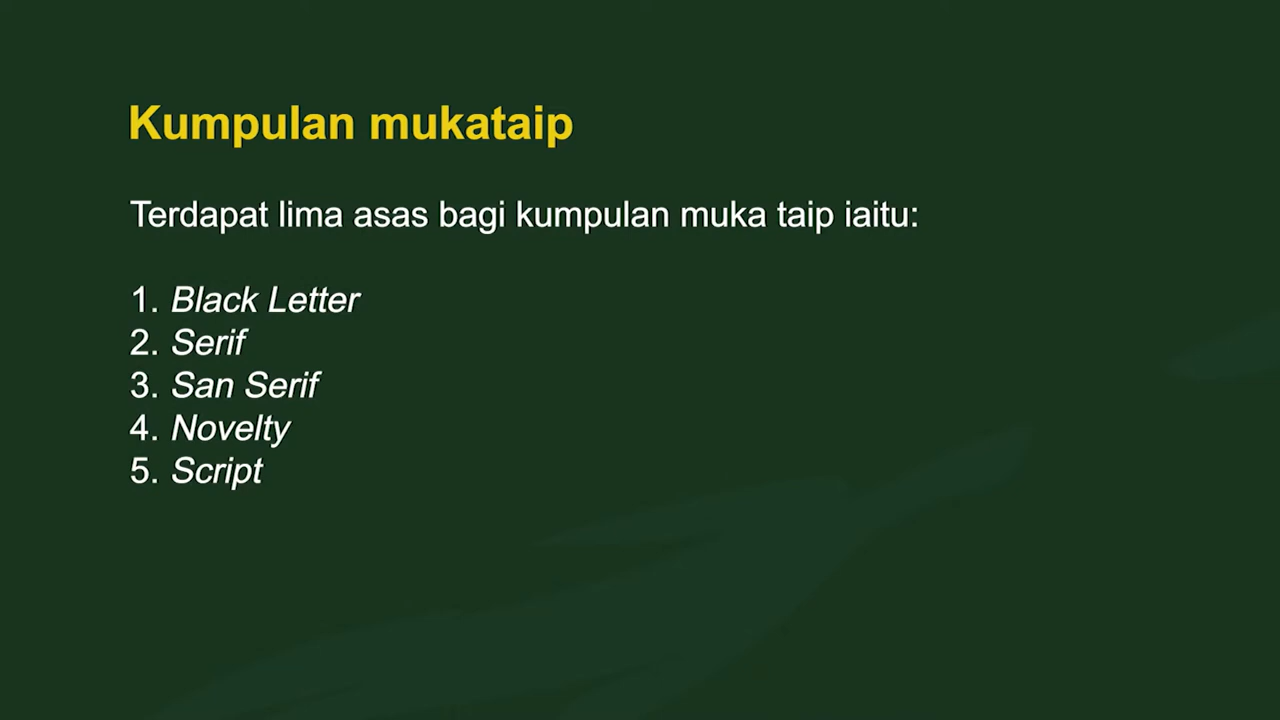 Kumpulan mukataip
Terdapat lima asas bagi kumpulan muka taip iaitu:
1. Black Letter
2. Serif
3. San Serif
4. Novelty
5. Script